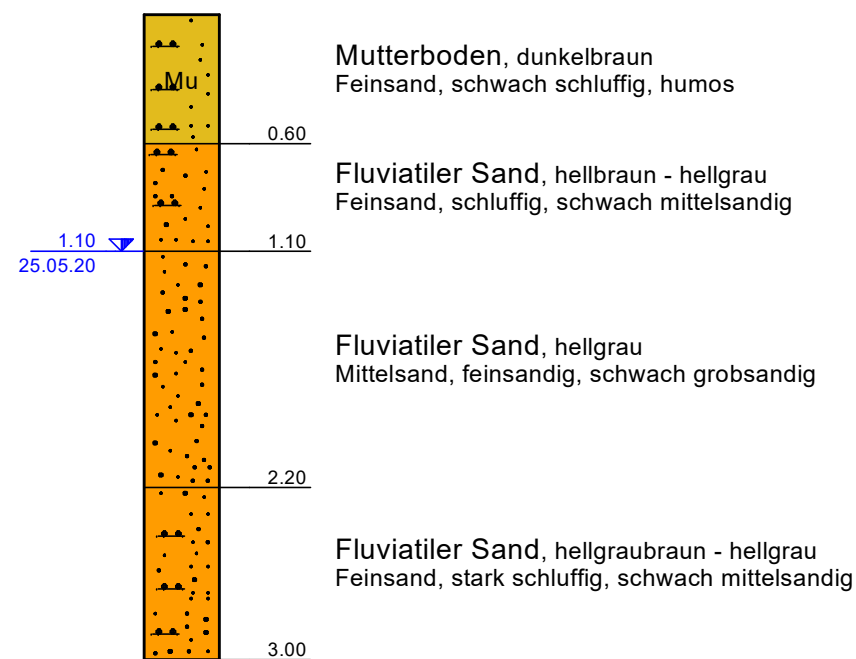 Mutterboden, dunkelbraun
Feinsand, schwach schluffig, humos
Mu
0.60
Fluviatiler Sand, hellbraun - hellgrau
Feinsand, schluffig, schwach mittelsandig
1.10
25.05.20
1.10
Fluviatiler Sand, hellgrau
Mittelsand, feinsandig, schwach grobsandig
2.20
Fluviatiler Sand, hellgraubraun - hellgrau
Feinsand, stark schluffig, schwach mittelsandig
3.00